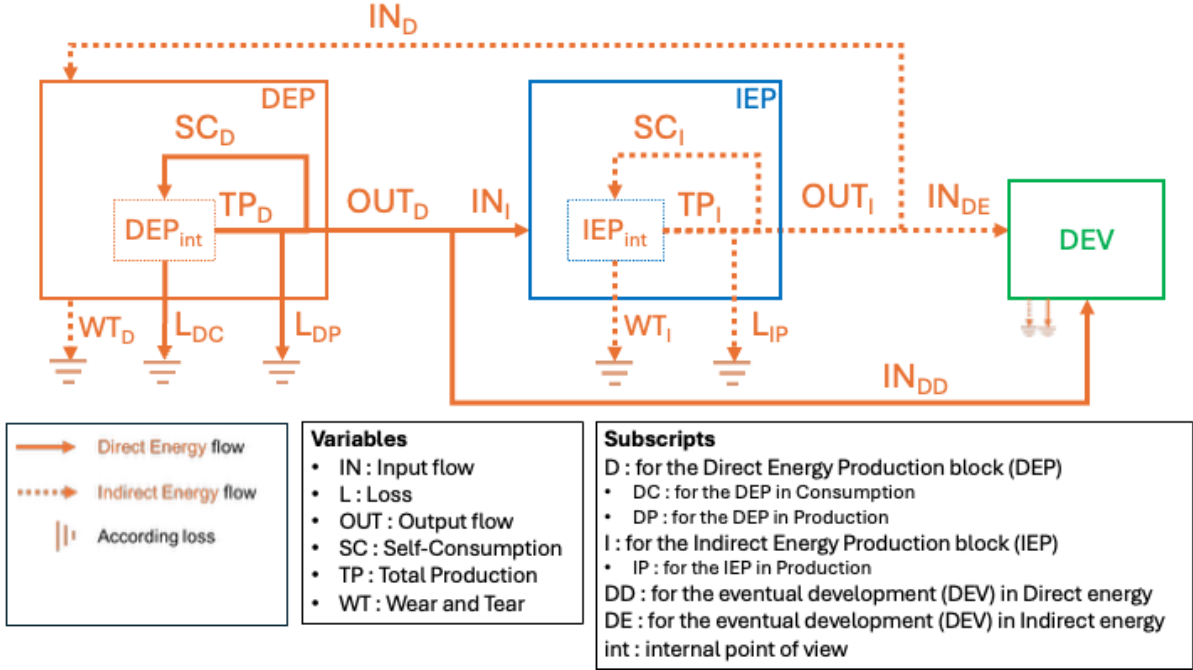 IN_D
DEP
IEP
SC_D
SC_I
TP_D
OUT_D
IN_I
TP_I
OUT_I
IN_DE
DEP_int
IEP_int
DEV
WT_D
L_DC
L_DP
WT_I
L_IP
IN_DD
Direct Energy flow
Indirect Energy flow
According loss
Variables
• IN : Input flow
• L : Loss
• OUT : Output flow
• SC : Self-Consumption
• TP : Total Production
• WT : Wear and Tear
Subscripts
D : for the Direct Energy Production block (DEP)
• DC : for the DEP in Consumption
• DP : for the DEP in Production
I : for the Indirect Energy Production block (IEP)
• IP : for the IEP in Production
DD : for the eventual development (DEV) in Direct energy
DE : for the eventual development (DEV) in Indirect energy
int : internal point of view